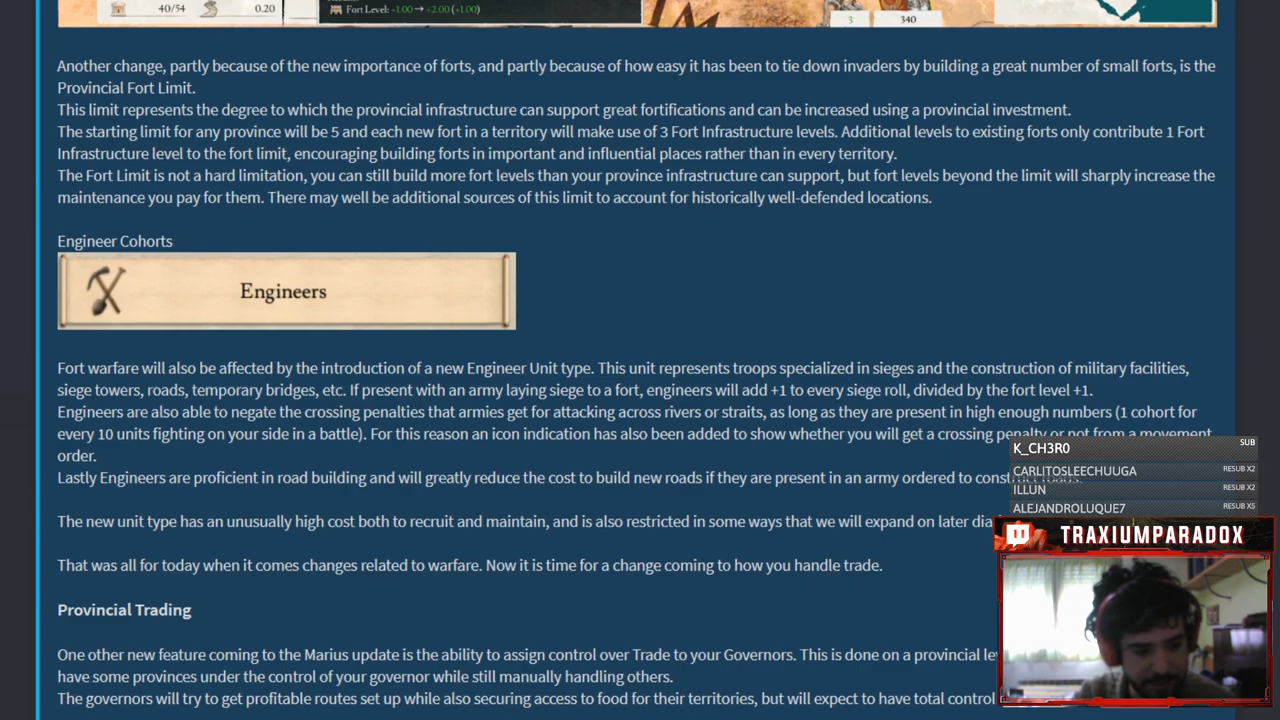 40/54
0.20
Fort Level: +1.00 → +2.00 (+1.00)
3
340
Another change, partly because of the new importance of forts, and partly because of how easy it has been to tie down invaders by building a great number of small forts, is the
Provincial Fort Limit.
This limit represents the degree to which the provincial infrastructure can support great fortifications and can be increased using a provincial investment.
The starting limit for any province will be 5 and each new fort in a territory will make use of 3 Fort Infrastructure levels. Additional levels to existing forts only contribute 1 Fort
Infrastructure level to the fort limit, encouraging building forts in important and influential places rather than in every territory.
The Fort Limit is not a hard limitation, you can still build more fort levels than your province infrastructure can support, but fort levels beyond the limit will sharply increase the
maintenance you pay for them. There may well be additional sources of this limit to account for historically well-defended locations.
Engineer Cohorts
Engineers
Fort warfare will also be affected by the introduction of a new Engineer Unit type. This unit represents troops specialized in sieges and the construction of military facilities,
siege towers, roads, temporary bridges, etc. If present with an army laying siege to a fort, engineers will add +1 to every siege roll, divided by the fort level +1.
Engineers are also able to negate the crossing penalties that armies get for attacking across rivers or straits, as long as they are present in high enough numbers (1 cohort for
every 10 units fighting on your side in a battle). For this reason an icon indication has also been added to show whether you will get a crossing penalty or not from a movement
order.
Lastly Engineers are proficient in road building and will greatly reduce the cost to build new roads if they are present in an army ordered to
The new unit type has an unusually high cost both to recruit and maintain, and is also restricted in some ways that we will expand on later
That was all for today when it comes changes related to warfare. Now it is time for a change coming to how you handle trade.
Provincial Trading
One other new feature coming to the Marius update is the ability to assign control over Trade to your Governors. This is done on a provincial
have some provinces under the control of your governor while still manually handling others.
The governors will try to get profitable routes set up while also securing access to food for their territories, but will expect to have total control
K_CH3R0 SUB
CARLITOSLEECHUUGA RESUB X2
ILLUN RESUB X2
ALEJANDROLUQUE7 RESUB X5
TRAXIUMPARADOX